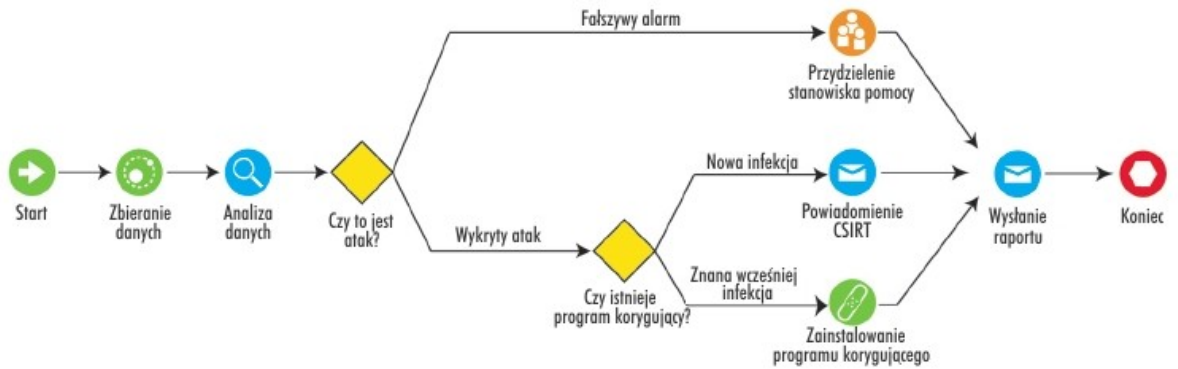 Fałszywy alarm
Przydzielenie
stanowiska pomocy
Start
Zbieranie
danych
Analiza
danych
Czy to jest
atak?
Wykryty atak
Nowa infekcja
Powiadomienie
CSIRT
Czy istnieje
program korygujący?
Znana wcześniej
infekcja
Zainstalowanie
programu korygującego
Wysłanie
raportu
Koniec